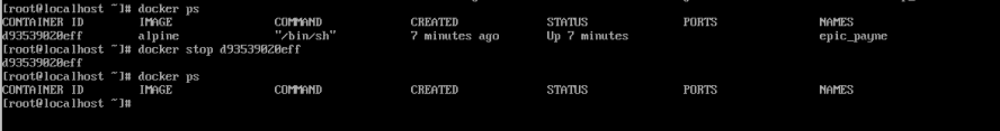 [root@localhost ~]# docker ps
CONTAINER ID IMAGE COMMAND CREATED STATUS PORTS NAMES
d93539020eff alpine "/bin/sh" 7 minutes ago Up 7 minutes epic_payne
[root@localhost ~]# docker stop d93539020eff
d93539020eff
[root@localhost ~]# docker ps
CONTAINER ID IMAGE COMMAND CREATED STATUS PORTS NAMES
[root@localhost ~]#